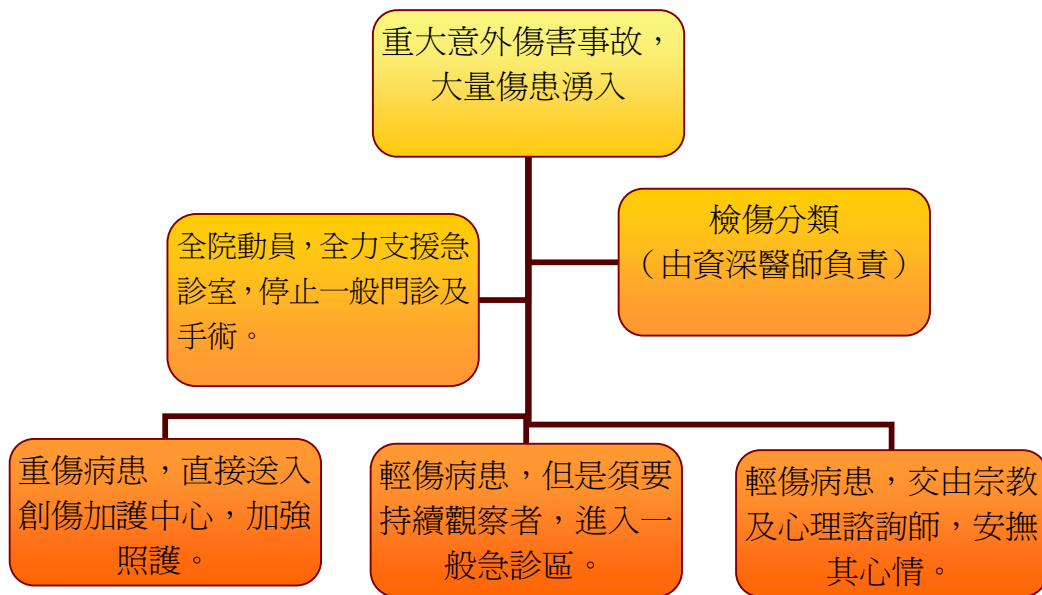 重大意外傷害事故，
大量傷患湧入
全院動員，全力支援急
診室，停止一般門診及
手術。
檢傷分類
（由資深醫師負責）
重傷病患，直接送入
創傷加護中心，加強
照護。
輕傷病患，但是須要
持續觀察者，進入一
般急診區。
輕傷病患，交由宗教
及心理諮詢師，安撫
其心情。